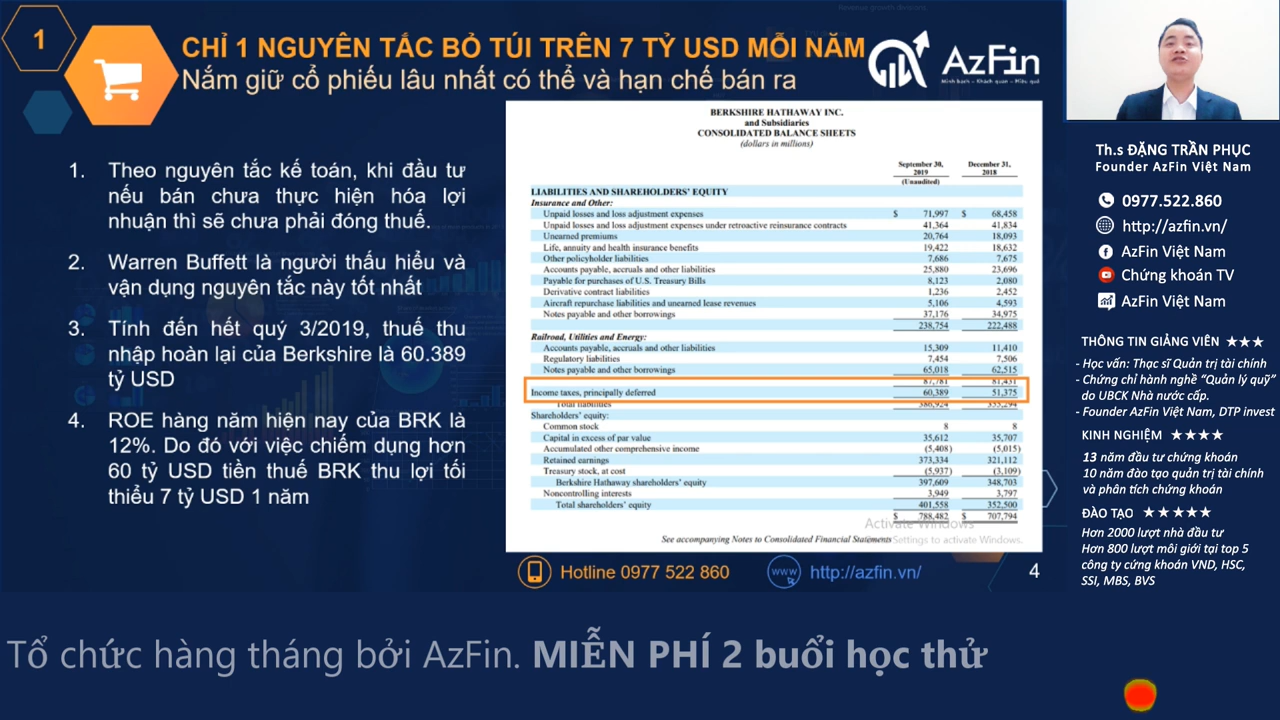 1
CHỈ 1 NGUYÊN TẮC BỎ TÚI TRÊN 7 TỶ USD MỖI NĂM
Nắm giữ cổ phiếu lâu nhất có thể và hạn chế bán ra
AzFin
Minh bạch - Khách quan - Hiệu quả
1. Theo nguyên tắc kế toán, khi đầu tư
nếu bán chưa thực hiện hóa lợi
nhuận thì sẽ chưa phải đóng thuế.
2. Warren Buffett là người thấu hiểu và
vận dụng nguyên tắc này tốt nhất
3. Tính đến hết quý 3/2019, thuế thu
nhập hoàn lại của Berkshire là 60.389
tỷ USD
4. ROE hàng năm hiện nay của BRK là
12%. Do đó với việc chiếm dụng hơn
60 tỷ USD tiền thuế BRK thu lợi tối
thiểu 7 tỷ USD 1 năm
BERKSHIRE HATHAWAY INC.
and Subsidiaries
CONSOLIDATED BALANCE SHEETS
(dollars in millions)
September 30, December 31,
2019 2018
(Unaudited)
LIABILITIES AND SHAREHOLDERS' EQUITY
Insurance and Other:
Unpaid losses and loss adjustment expenses $ 71,997 $ 68,458
Unpaid losses and loss adjustment expenses under retroactive reinsurance contracts 41,364 41,834
Unearned premiums 20,764 18,093
Life, annuity and health insurance benefits 19,422 18,632
Other policyholder liabilities 7,686 7,675
Accounts payable, accruals and other liabilities 25,880 23,696
Payable for purchases of U.S. Treasury Bills 8,123 2,080
Derivative contract liabilities 1,236 2,452
Aircraft repurchase liabilities and unearned lease revenues 5,106 4,593
Notes payable and other borrowings 37,176 34,975
238,754 222,488
Railroad, Utilities and Energy:
Accounts payable, accruals and other liabilities 15,309 11,410
Regulatory liabilities 7,454 7,506
Notes payable and other borrowings 65,018 62,515
87,781 81,431
Income taxes, principally deferred 60,389 51,375
Total liabilities 386,924 355,294
Shareholders' equity:
Common stock 8 8
Capital in excess of par value 35,612 35,707
Accumulated other comprehensive income (5,408) (5,015)
Retained earnings 373,334 321,112
Treasury stock, at cost (5,937) (3,109)
Berkshire Hathaway shareholders' equity 397,609 348,703
Noncontrolling interests 3,949 3,797
Total shareholders' equity 401,558 352,500
$ 788,482 $ 707,794
Activate Windows
See accompanying Notes to Consolidated Financial Statements
Settings to activate Windows.
Hotline 0977 522 860
www
http://azfin.vn/
4
Th.s ĐẶNG TRẦN PHỤC
Founder AzFin Việt Nam
0977.522.860
http://azfin.vn/
AzFin Việt Nam
Chứng khoán TV
AzFin Việt Nam
THÔNG TIN GIẢNG VIÊN ★★★
- Học vấn: Thạc sĩ Quản trị tài chính
- Chứng chỉ hành nghề "Quản lý quỹ"
do UBCK Nhà nước cấp.
- Founder AzFin Việt Nam, DTP invest
KINH NGHIỆM ★★★★
13 năm đầu tư chứng khoán
10 năm đào tạo quản trị tài chính
và phân tích chứng khoán
ĐÀO TẠO ★★★★★
Hơn 2000 lượt nhà đầu tư
Hơn 800 lượt môi giới tại top 5
công ty cứng khoán VND, HSC,
SSI, MBS, BVS
Tổ chức hàng tháng bởi AzFin. MIỄN PHÍ 2 buổi học thử